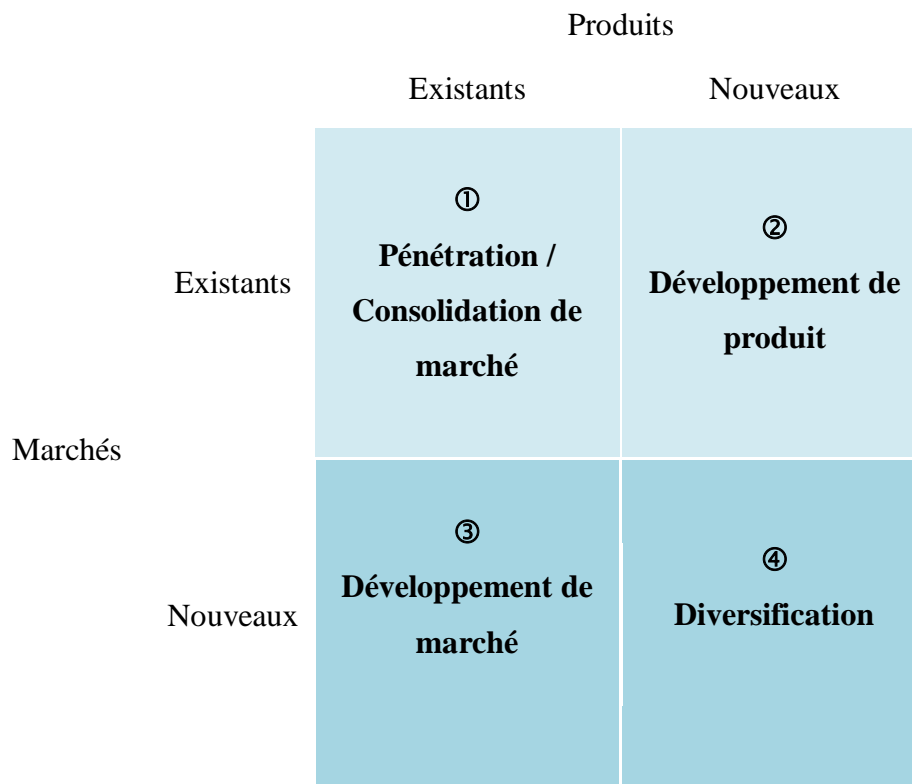 Produits
Existants Nouveaux
①
Pénétration /
Consolidation de
marché
②
Développement de
produit
Existants
Marchés
③
Développement de
marché
④
Diversification
Nouveaux